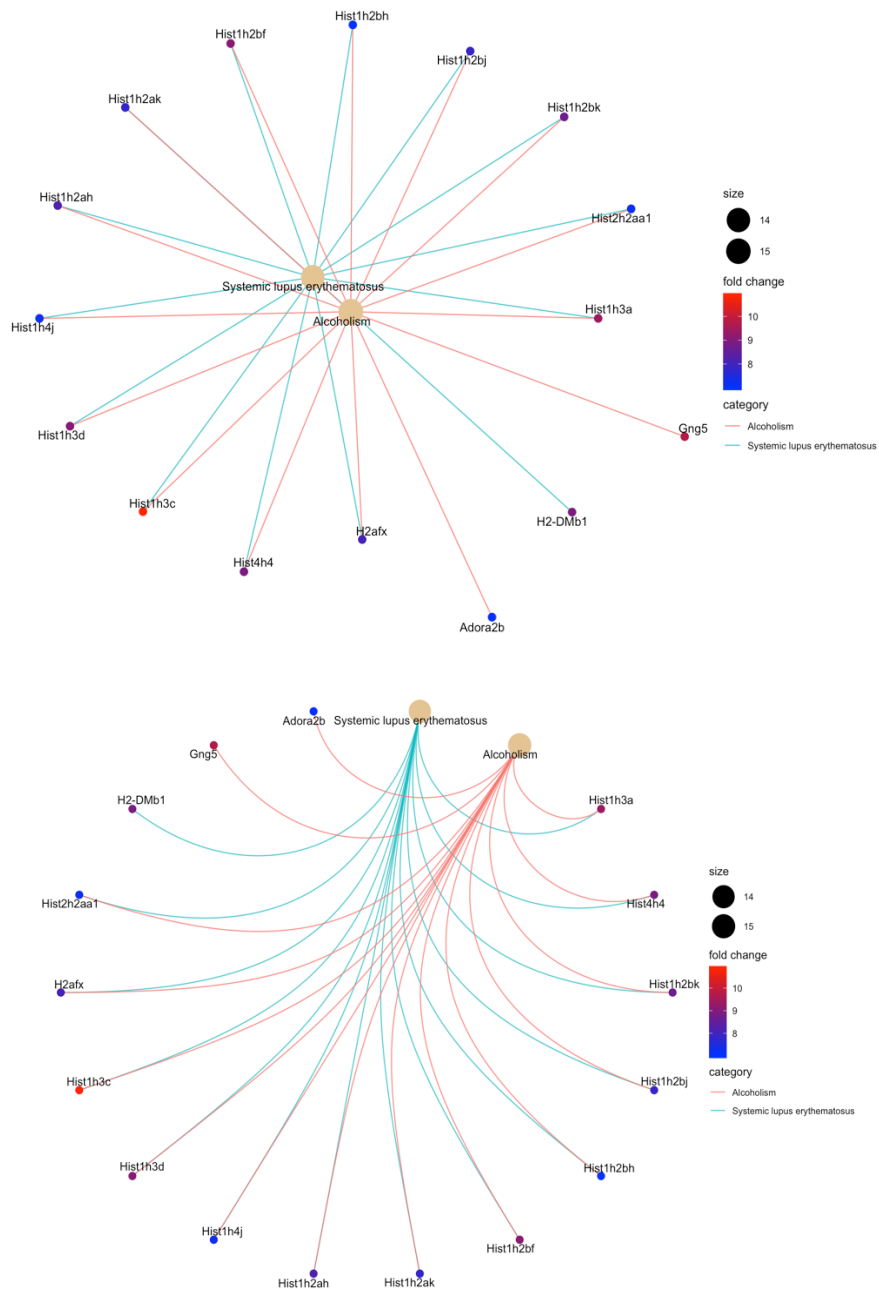 Hist1h2bh
Hist1h2bf
Hist1h2bj
Hist1h2ak
Hist1h2bk
Hist1h2ah
Hist2h2aa1
Systemic lupus erythematosus
Hist1h4j
Alcoholism
Hist1h3a
Hist1h3d
Gng5
Hist1h3c
H2-DMb1
H2afx
Hist4h4
Adora2b
size
14
15
fold change
10
9
8
category
Alcoholism
Systemic lupus erythematosus
Adora2b
Systemic lupus erythematosus
Gng5
Alcoholism
H2-DMb1
Hist1h3a
Hist2h2aa1
Hist4h4
H2afx
Hist1h2bk
Hist1h3c
Hist1h2bj
Hist1h3d
Hist1h2bh
Hist1h4j
Hist1h2bf
Hist1h2ah
Hist1h2ak
size
14
15
fold change
10
9
8
category
Alcoholism
Systemic lupus erythematosus